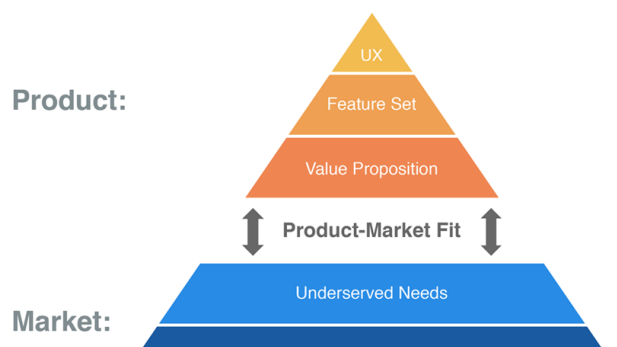 UX
Product:
Feature Set
Value Proposition
Product-Market Fit
Underserved Needs
Market: